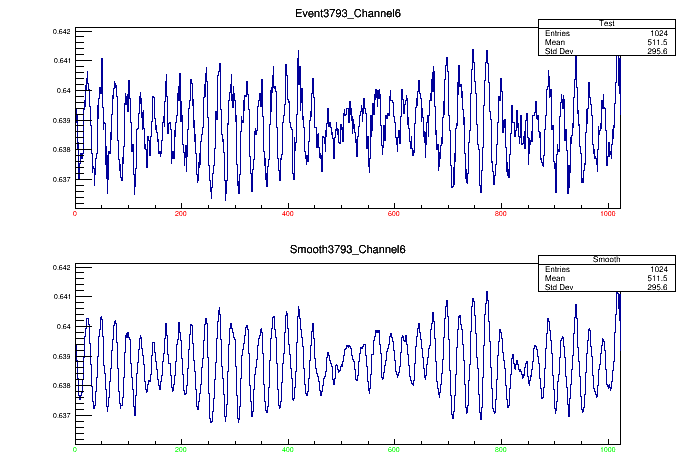 Event3793_Channel6
Test
Entries 1024
Mean 511.5
Std Dev 295.6
0.642
0.641
0.64
0.639
0.638
0.637
0 200 400 600 800 1000
Smooth3793_Channel6
Smooth
Entries 1024
Mean 511.5
Std Dev 295.6
0.642
0.641
0.64
0.639
0.638
0.637
0 200 400 600 800 1000